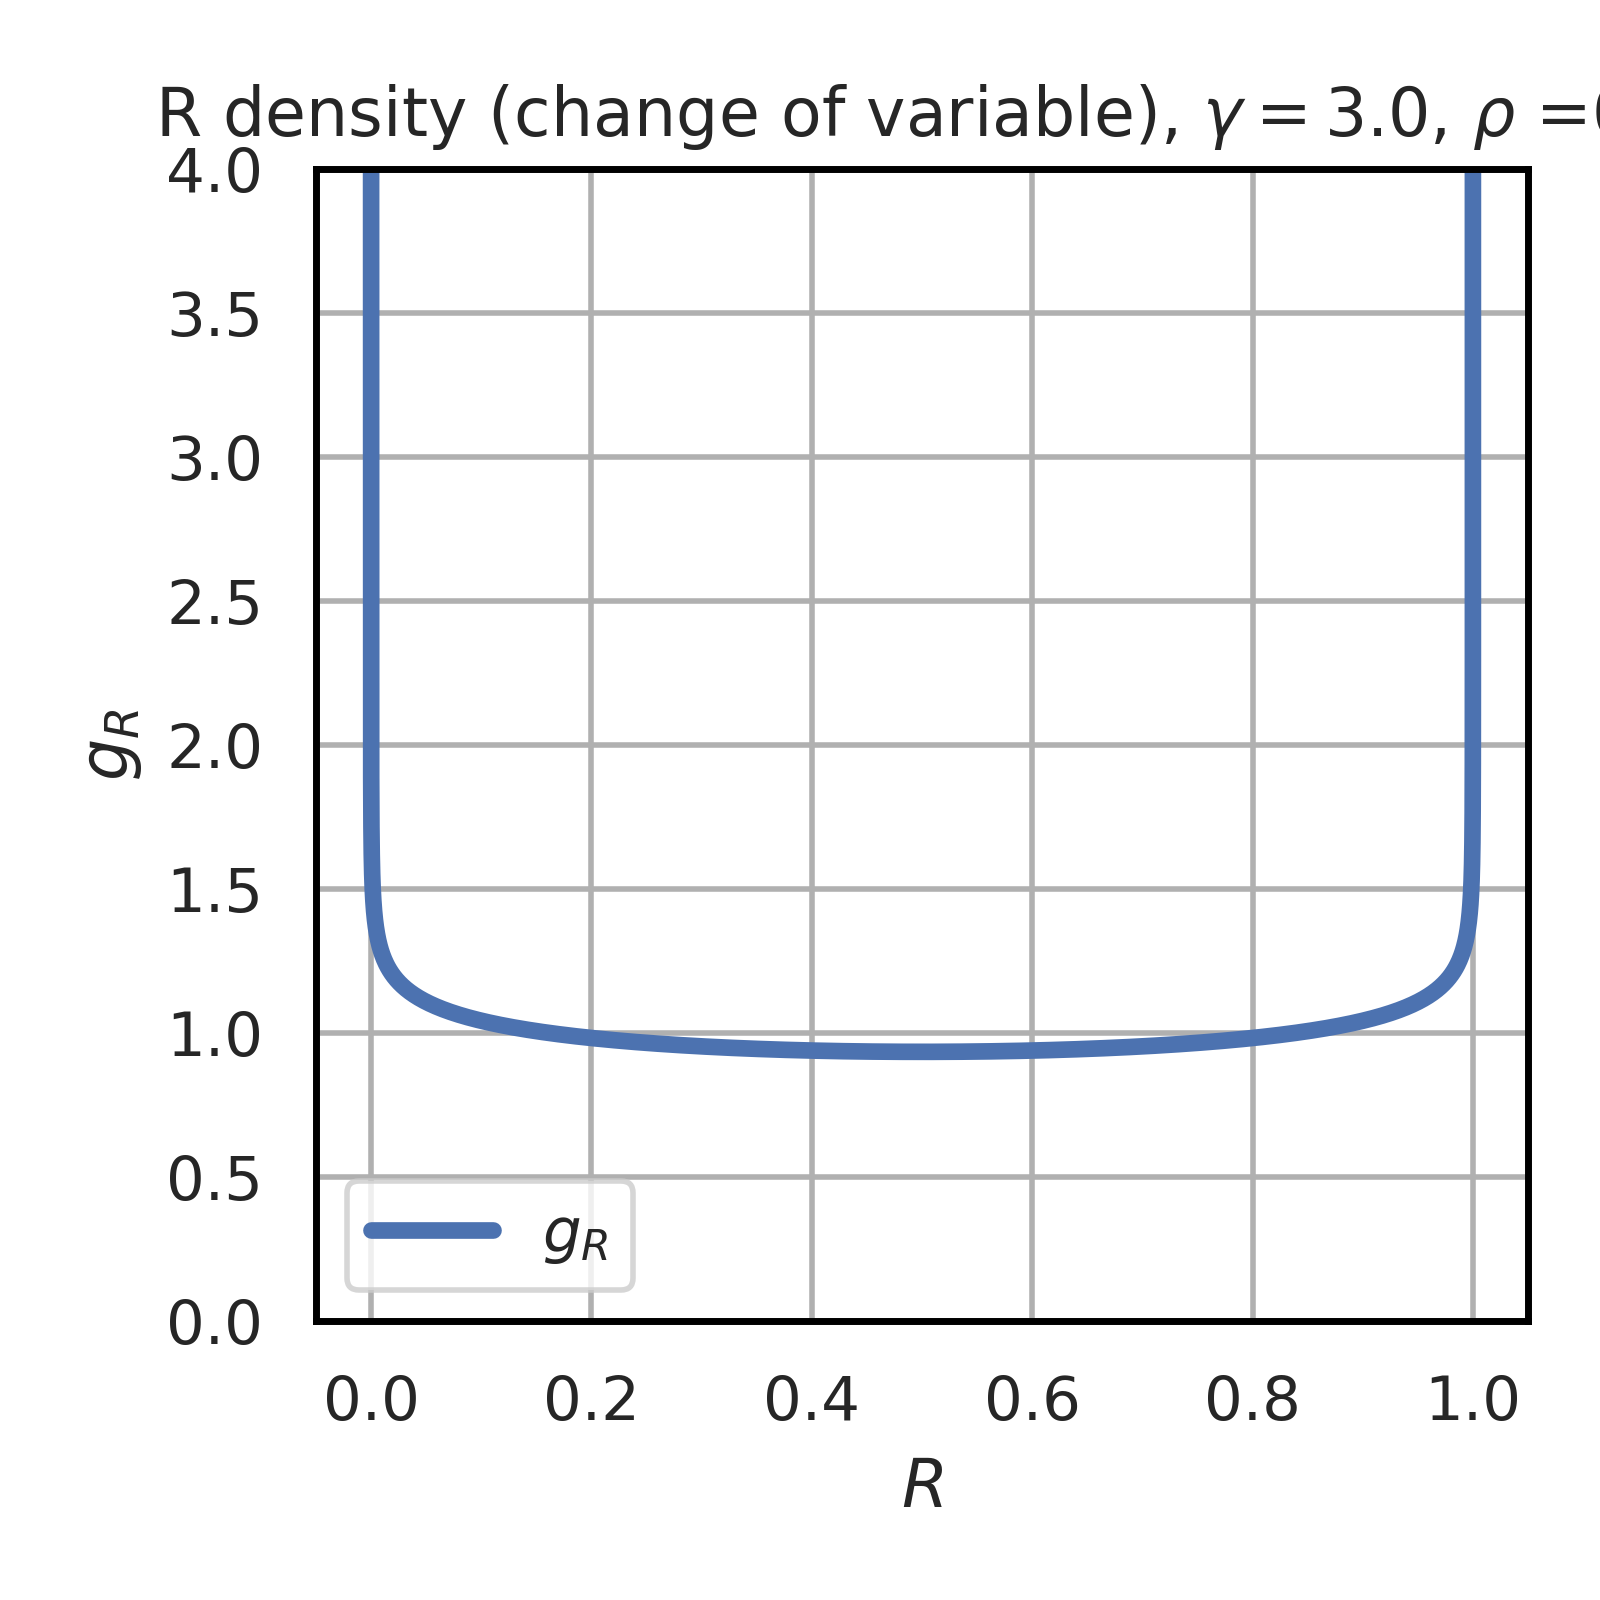 R density (change of variable), γ = 3.0, ρ =
4.0
3.5
3.0
2.5
2.0
1.5
1.0
0.5
0.0
g_R
g_R
0.0 0.2 0.4 0.6 0.8 1.0
R